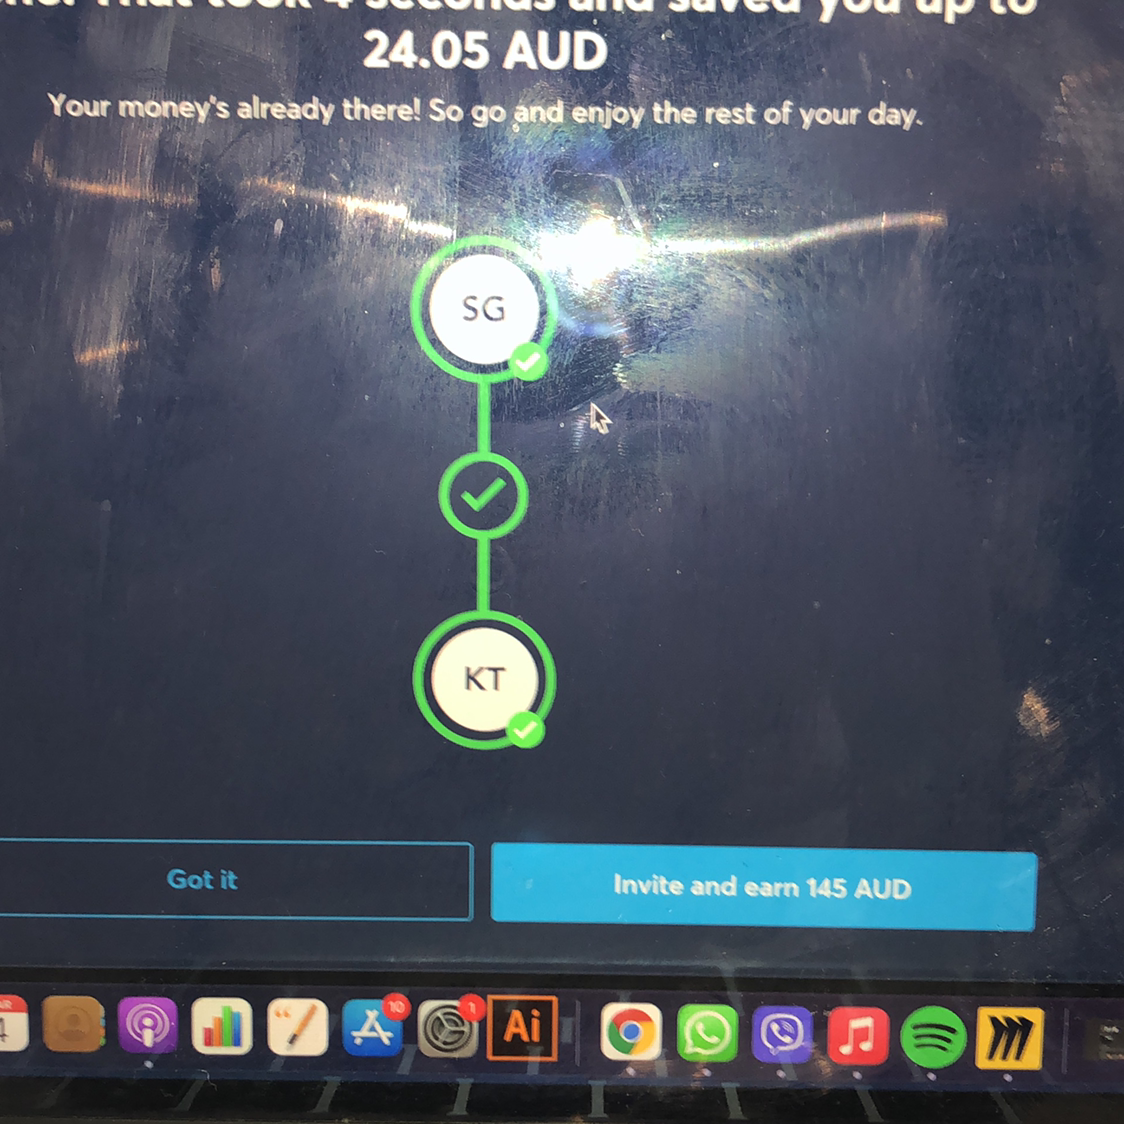 That took 4 seconds and saved you up to
24.05 AUD
Your money's already there! So go and enjoy the rest of your day.
SG
KT
Got it
Invite and earn 145 AUD
10
1
Ai